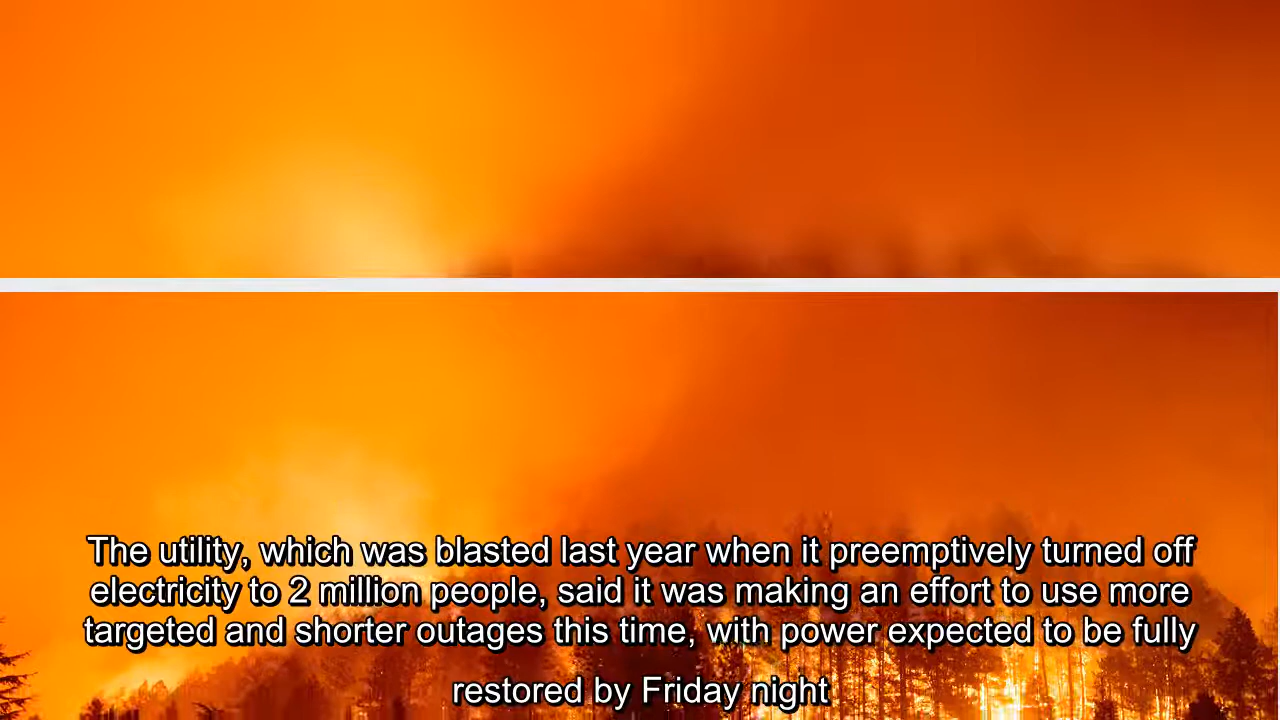 The utility, which was blasted last year when it preemptively turned off
electricity to 2 million people, said it was making an effort to use more
targeted and shorter outages this time, with power expected to be fully
restored by Friday night